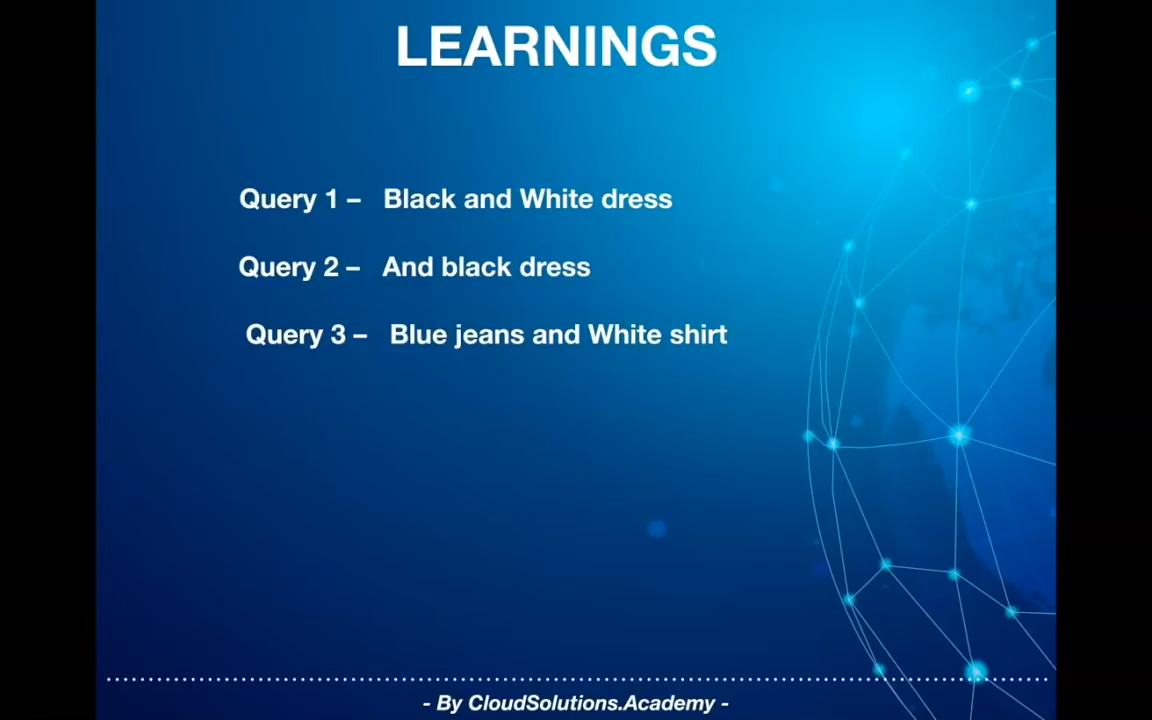 LEARNINGS
Query 1 – Black and White dress
Query 2 – And black dress
Query 3 – Blue jeans and White shirt
- By CloudSolutions.Academy -